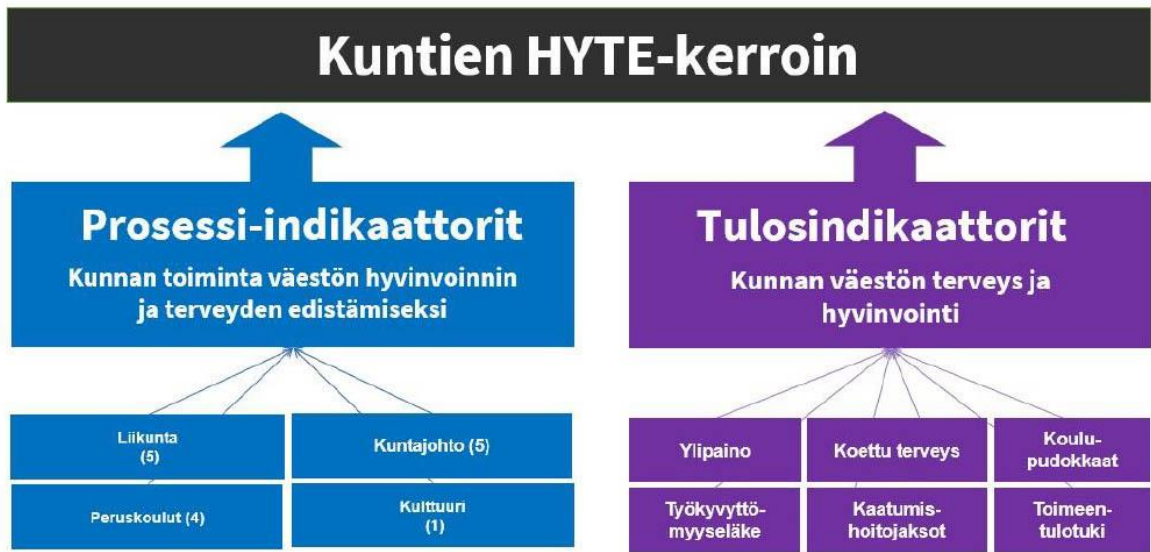 Kuntien HYTE-kerroin
Prosessi-indikaattorit
Kunnan toiminta väestön hyvinvoinnin
ja terveyden edistämiseksi
Liikunta
(5)
Kuntajohto (5)
Peruskoulut (4)
Kulttuuri
(1)
Tulosindikaattorit
Kunnan väestön terveys ja
hyvinvointi
Ylipaino
Koettu terveys
Koulu-
pudokkaat
Työkyvyttö-
myyseläke
Kaatumis-
hoitojaksot
Toimeen-
tulotuki